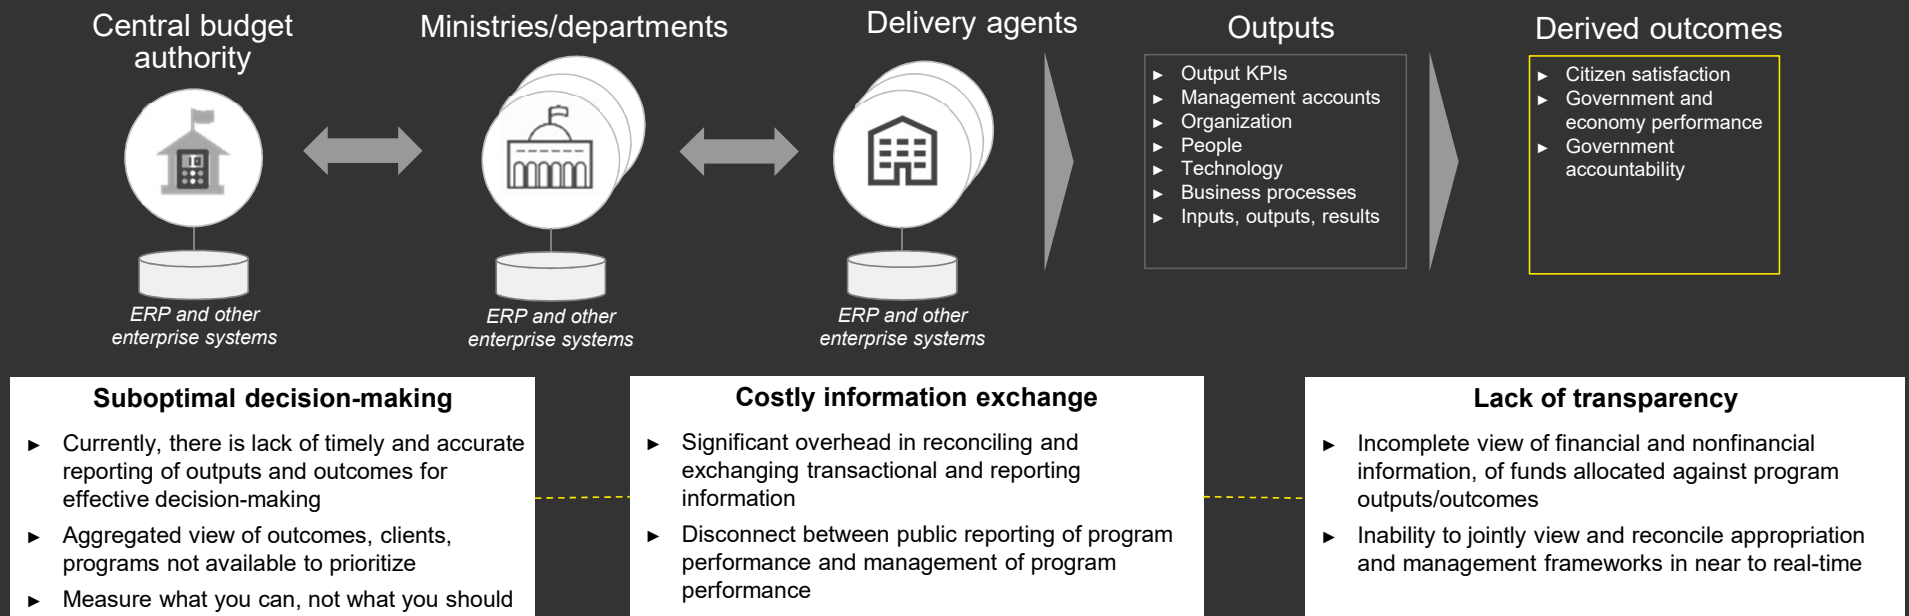 Central budget
authority
Ministries/departments
Delivery agents
Outputs
Derived outcomes
► Output KPIs
► Management accounts
► Organization
► People
► Technology
► Business processes
► Inputs, outputs, results
► Citizen satisfaction
► Government and
economy performance
► Government
accountability
ERP and other
enterprise systems
ERP and other
enterprise systems
ERP and other
enterprise systems
Suboptimal decision-making
► Currently, there is lack of timely and accurate
reporting of outputs and outcomes for
effective decision-making
► Aggregated view of outcomes, clients,
programs not available to prioritize
► Measure what you can, not what you should
Costly information exchange
► Significant overhead in reconciling and
exchanging transactional and reporting
information
► Disconnect between public reporting of program
performance and management of program
performance
Lack of transparency
► Incomplete view of financial and nonfinancial
information, of funds allocated against program
outputs/outcomes
► Inability to jointly view and reconcile appropriation
and management frameworks in near to real-time